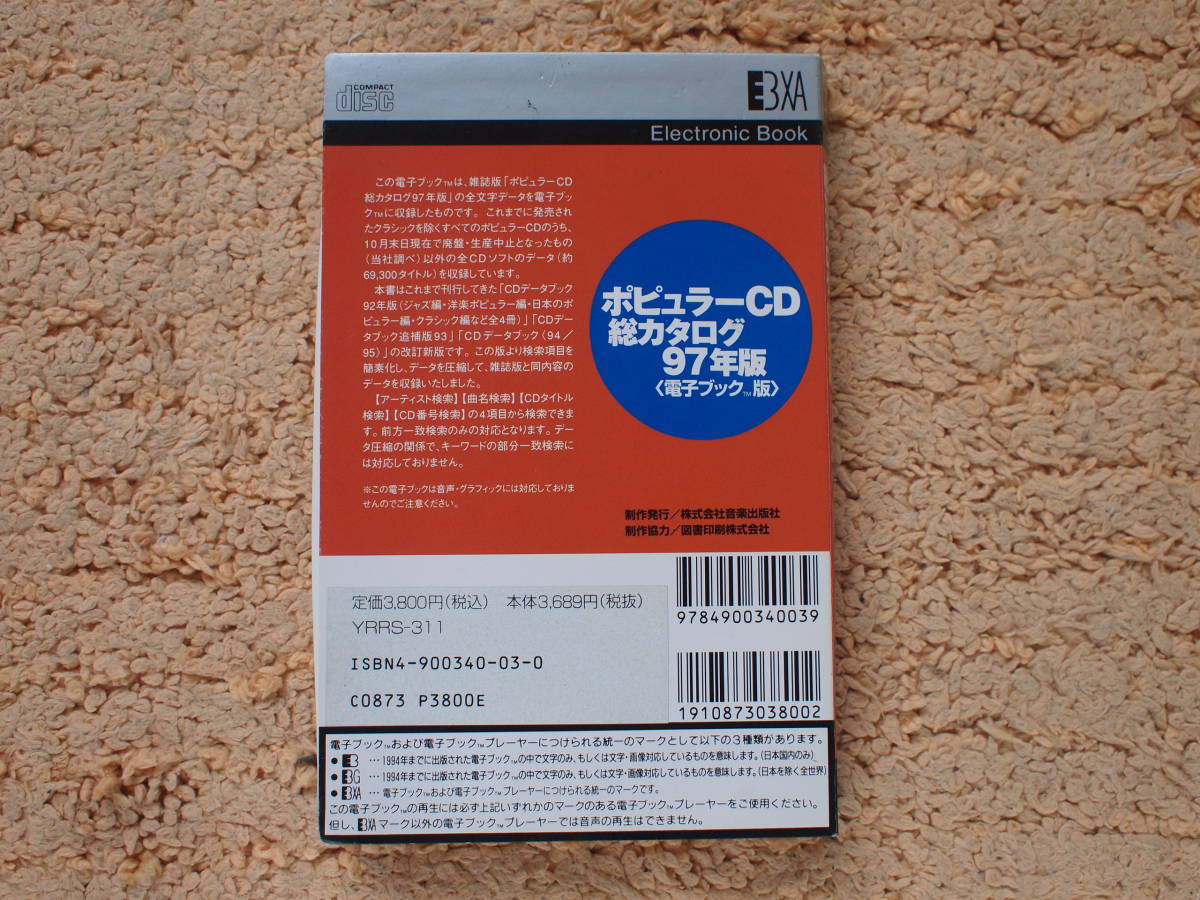 COMPACT
disc
EBXA
Electronic Book
この電子ブック™は、雑誌版「ポピュラーCD
総カタログ97年版」の全文字データを電子ブッ
ク™に収録したものです。これまでに発売され
たクラシックを除くすべてのポピュラーCDのうち、
10月末日現在で廃盤・生産中止となったもの
(当社調べ)以外の全CDソフトのデータ(約
69,300タイトル)を収録しています。
本書はこれまで刊行してきた「CDデータブック
92年版(ジャズ編・洋楽ポピュラー編・日本のポ
ピュラー編・クラシック編など全4冊)」「CDデー
タブック追補版93」「CDデータブック(94/
95)」の改訂新版です。この版より検索項目を
簡素化し、データを圧縮して、雑誌版と同内容の
データを収録いたしました。
【アーティスト検索】【曲名検索】【CDタイトル
検索】【CD番号検索】の4項目から検索できま
す。前方一致検索のみの対応となります。デー
タ圧縮の関係で、キーワードの部分一致検索に
は対応しておりません。
※この電子ブックは音声・グラフィックには対応しておりま
せんのでご注意ください。
ポピュラーCD
総カタログ
97年版
〈電子ブック™版〉
制作発行/株式会社音楽出版社
制作協力/図書印刷株式会社
定価3,800円(税込) 本体3,689円(税抜)
YRRS-311
ISBN4-900340-03-0
C0873 P3800E
9784900340039
1910873038002
電子ブック™および電子ブック™プレーヤーにつけられる統一のマークとして以下の3種類があります。
● EB …1994年までに出版された電子ブック™の中で文字のみ、もしくは文字・画像対応しているものを意味します。(日本国内のみ)
● EBG …1994年までに出版された電子ブック™の中で文字のみ、もしくは文字・画像対応しているものを意味します。(日本を除く全世界)
● EBXA … 電子ブック™および電子ブック™プレーヤーにつけられる統一のマークです。
この電子ブック™の再生には必ず上記いずれかのマークのある電子ブック™プレーヤーをご使用ください。
但し、EBXAマーク以外の電子ブック™プレーヤーでは音声の再生はできません。